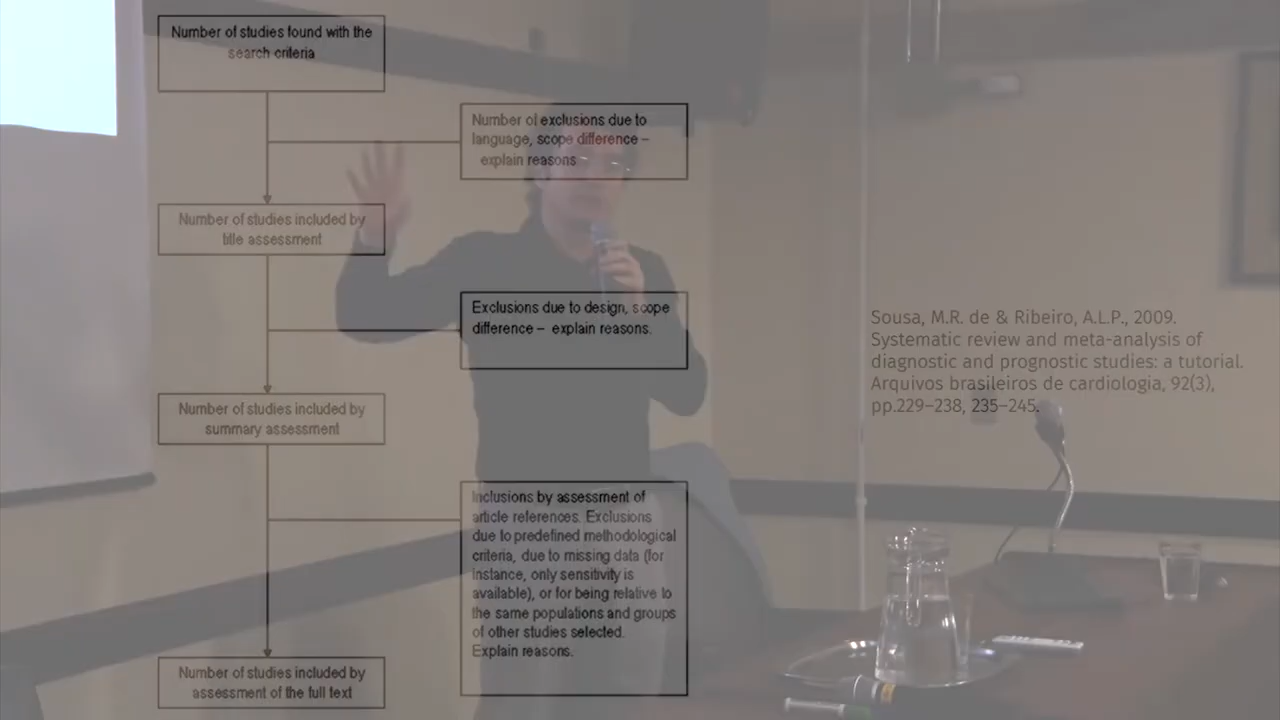 Number of studies found with the
search criteria
Number of exclusions due to
language, scope difference –
explain reasons
Number of studies included by
title assessment
Exclusions due to design, scope
difference – explain reasons.
Number of studies included by
summary assessment
Inclusions by assessment of
article references. Exclusions
due to predefined methodological
criteria, due to missing data (for
instance, only sensitivity is
available), or for being relative to
the same populations and groups
of other studies selected.
Explain reasons.
Number of studies included by
assessment of the full text
Sousa, M.R. de & Ribeiro, A.L.P., 2009.
Systematic review and meta-analysis of
diagnostic and prognostic studies: a tutorial.
Arquivos brasileiros de cardiologia, 92(3),
pp.229–238, 235–245.